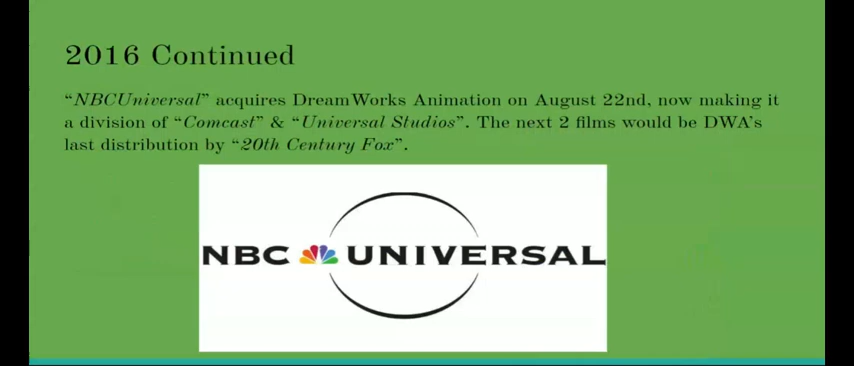 2016 Continued
“NBCUniversal” acquires DreamWorks Animation on August 22nd, now making it
a division of “Comcast” & “Universal Studios”. The next 2 films would be DWA’s
last distribution by “20th Century Fox”.
NBC UNIVERSAL